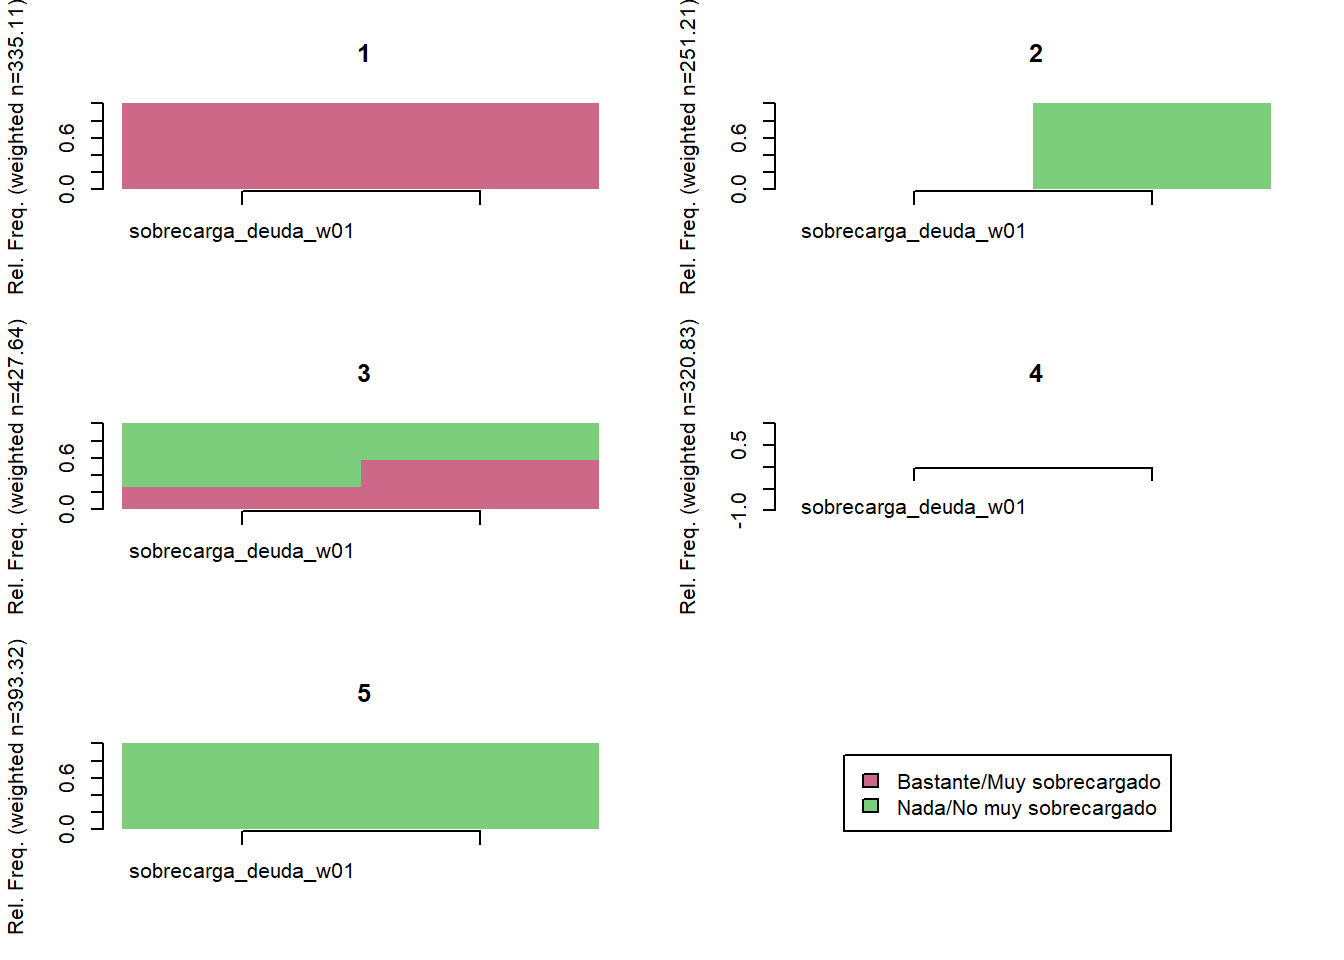 1
Rel. Freq. (weighted n=335.11)
0.6
0.0
sobrecarga_deuda_w01
2
Rel. Freq. (weighted n=251.21)
0.6
0.0
sobrecarga_deuda_w01
3
Rel. Freq. (weighted n=427.64)
0.6
0.0
sobrecarga_deuda_w01
4
Rel. Freq. (weighted n=320.83)
0.5
-1.0
sobrecarga_deuda_w01
5
Rel. Freq. (weighted n=393.32)
0.6
0.0
sobrecarga_deuda_w01
Bastante/Muy sobrecargado
Nada/No muy sobrecargado